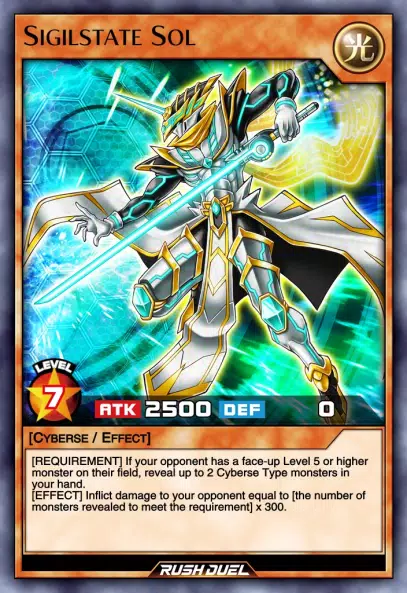 SIGILSTATE SOL
光
LEVEL
7
ATK 2500 DEF 0
[CYBERSE / EFFECT]
[REQUIREMENT] If your opponent has a face-up Level 5 or higher
monster on their field, reveal up to 2 Cyberse Type monsters in
your hand.
[EFFECT] Inflict damage to your opponent equal to [the number of
monsters revealed to meet the requirement] x 300.
RUSH DUEL